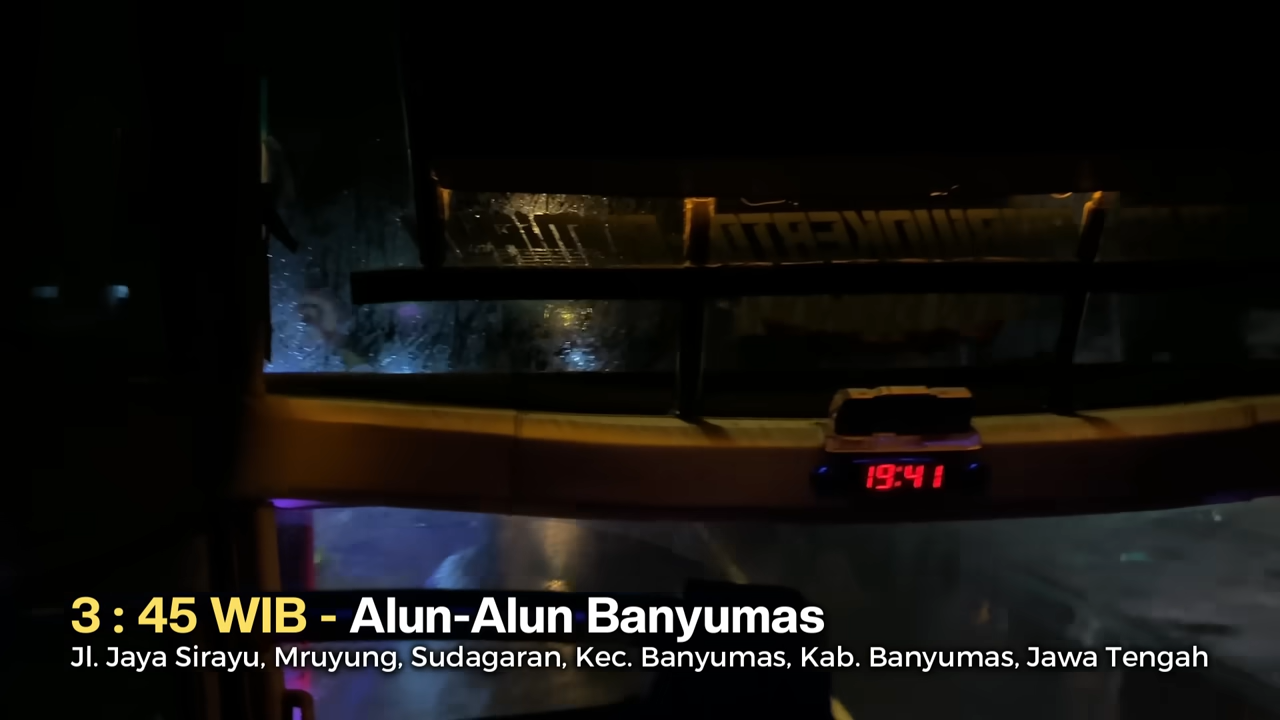 PURWOKERTO
19:41
3 : 45 WIB - Alun-Alun Banyumas
Jl. Jaya Sirayu, Mruyung, Sudagaran, Kec. Banyumas, Kab. Banyumas, Jawa Tengah